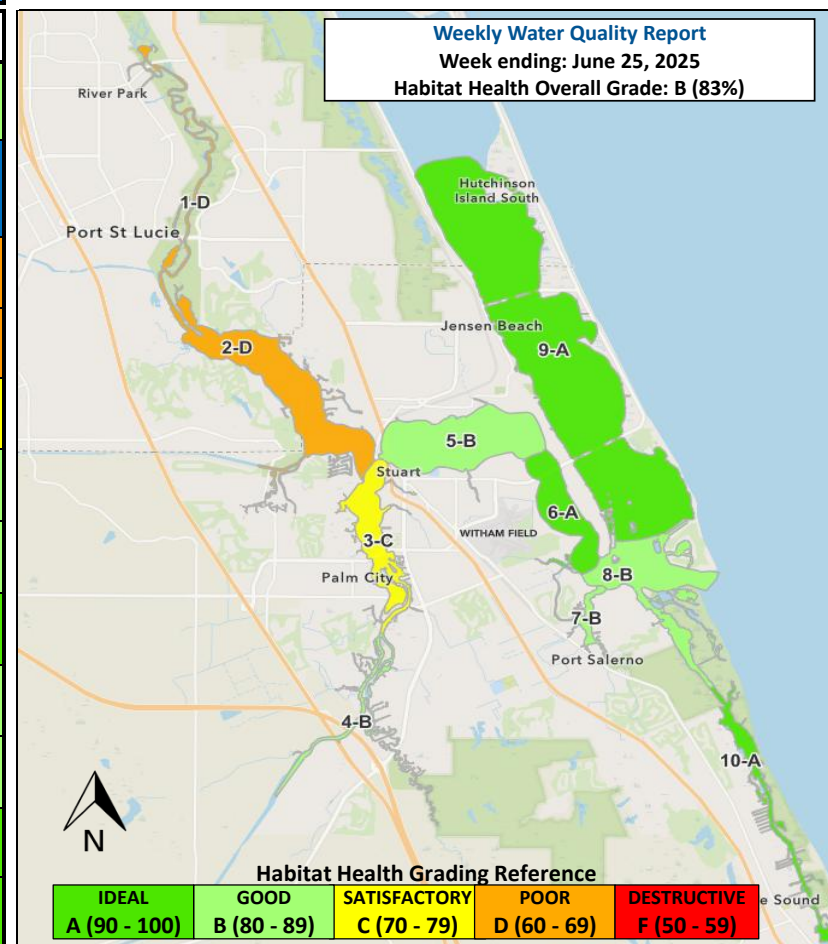 Weekly Water Quality Report
Week ending: June 25, 2025
Habitat Health Overall Grade: B (83%)
River Park
Hutchinson
Island South
1-D
Port St Lucie
Jensen Beach
2-D
9-A
5-B
Stuart
6-A
WITHAM FIELD
3-C
Palm City
8-B
7-B
Port Salerno
4-B
10-A
N
Habitat Health Grading Reference
IDEAL
A (90 - 100)
GOOD
B (80 - 89)
SATISFACTORY
C (70 - 79)
POOR
D (60 - 69)
DESTRUCTIVE
F (50 - 59)
e Sound